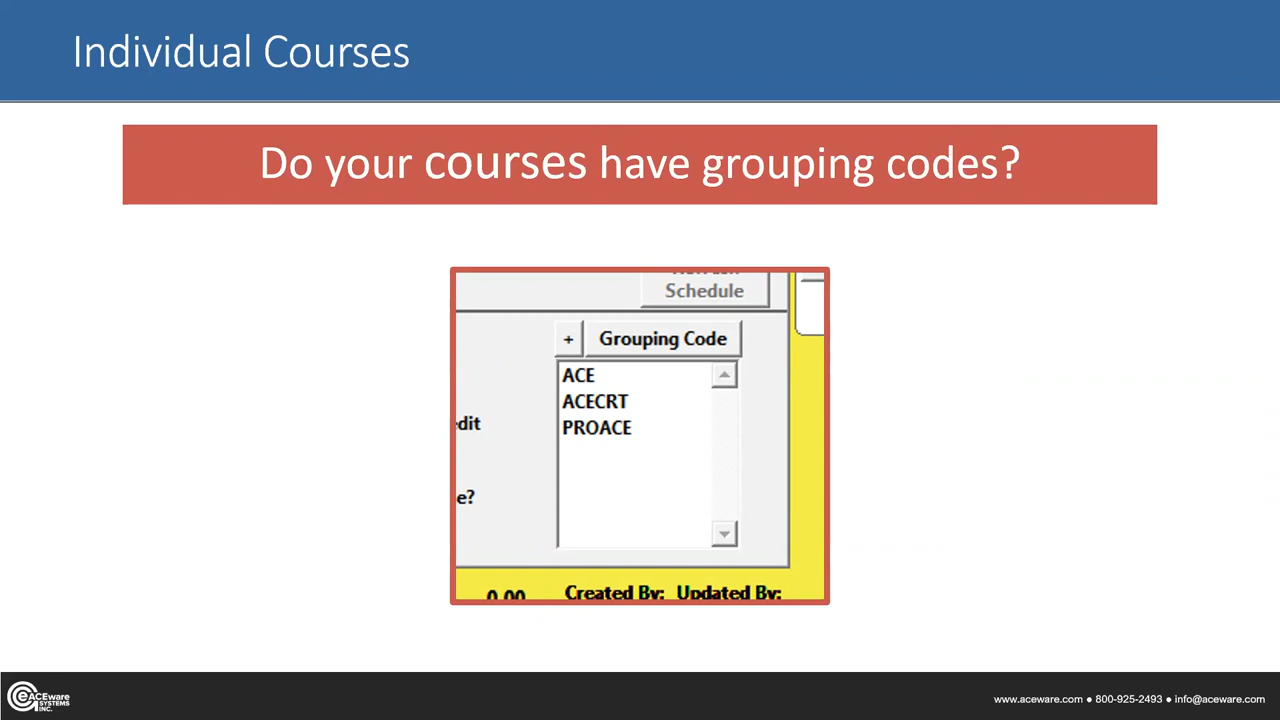 Individual Courses
Do your courses have grouping codes?
Schedule
+ Grouping Code
ACE
ACECRT
PROACE
edit
e?
0.00 Created By: Updated By:
ACEware
SYSTEMS
INC.
www.aceware.com ● 800-925-2493 ● info@aceware.com